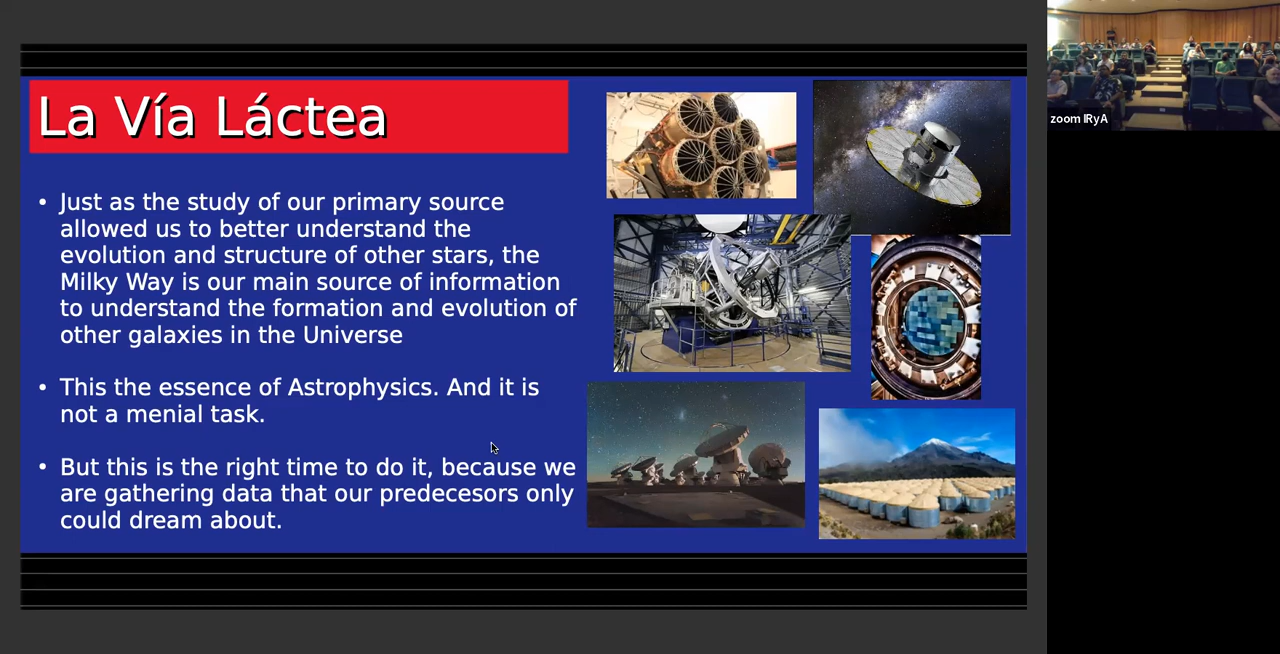 La Vía Láctea
• Just as the study of our primary source
allowed us to better understand the
evolution and structure of other stars, the
Milky Way is our main source of information
to understand the formation and evolution of
other galaxies in the Universe
• This the essence of Astrophysics. And it is
not a menial task.
• But this is the right time to do it, because we
are gathering data that our predecesors only
could dream about.
zoom IRyA